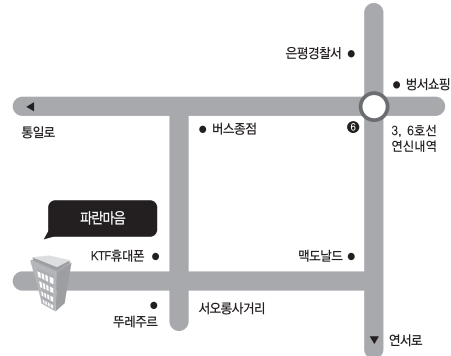 은평경찰서
범서쇼핑
통일로
버스종점
6
3, 6호선
연신내역
파란마음
KTF휴대폰
맥도날드
뚜레주르
서오릉사거리
연서로